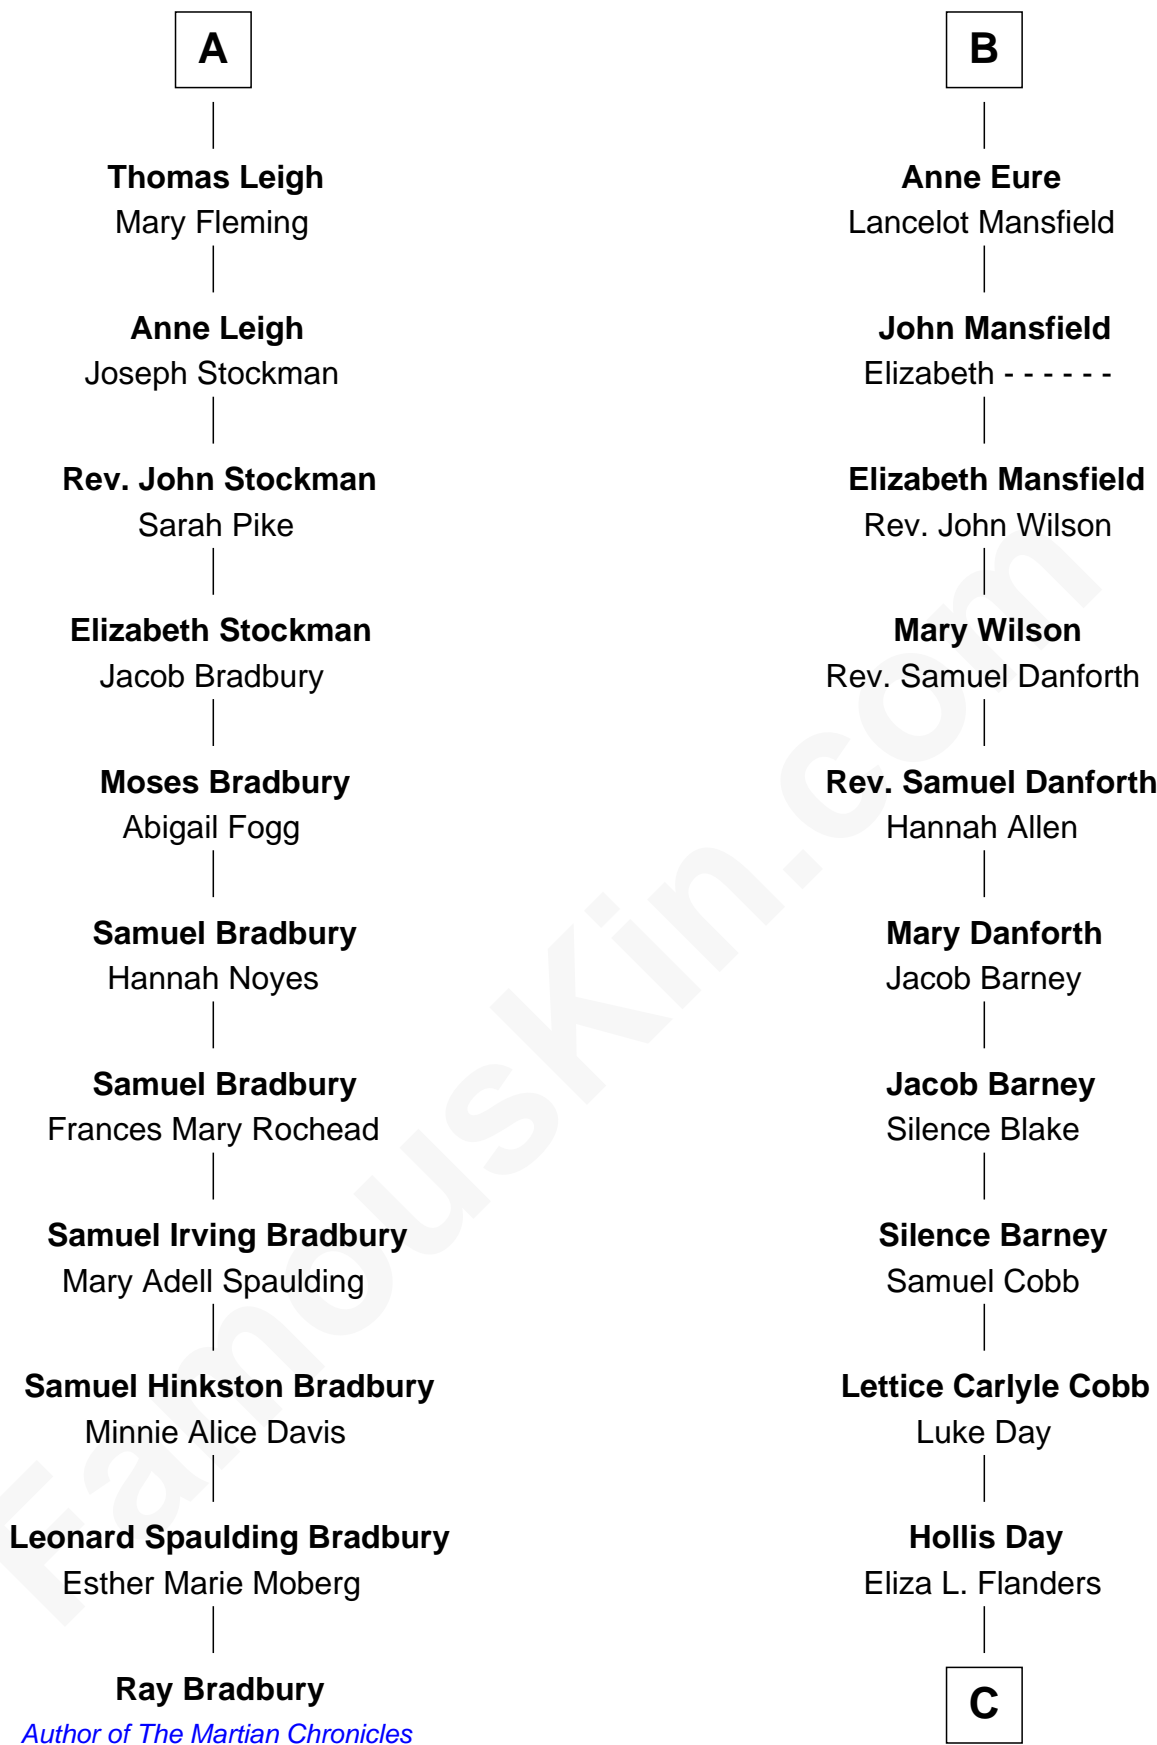 A
Thomas Leigh
Mary Fleming
Anne Leigh
Joseph Stockman
Rev. John Stockman
Sarah Pike
Elizabeth Stockman
Jacob Bradbury
Moses Bradbury
Abigail Fogg
Samuel Bradbury
Hannah Noyes
Samuel Bradbury
Frances Mary Rochead
Samuel Irving Bradbury
Mary Adell Spaulding
Samuel Hinkston Bradbury
Minnie Alice Davis
Leonard Spaulding Bradbury
Esther Marie Moberg
Ray Bradbury
Author of The Martian Chronicles
B
Anne Eure
Lancelot Mansfield
John Mansfield
Elizabeth - - - - - -
Elizabeth Mansfield
Rev. John Wilson
Mary Wilson
Rev. Samuel Danforth
Rev. Samuel Danforth
Hannah Allen
Mary Danforth
Jacob Barney
Jacob Barney
Silence Blake
Silence Barney
Samuel Cobb
Lettice Carlyle Cobb
Luke Day
Hollis Day
Eliza L. Flanders
C
FamousKin.com